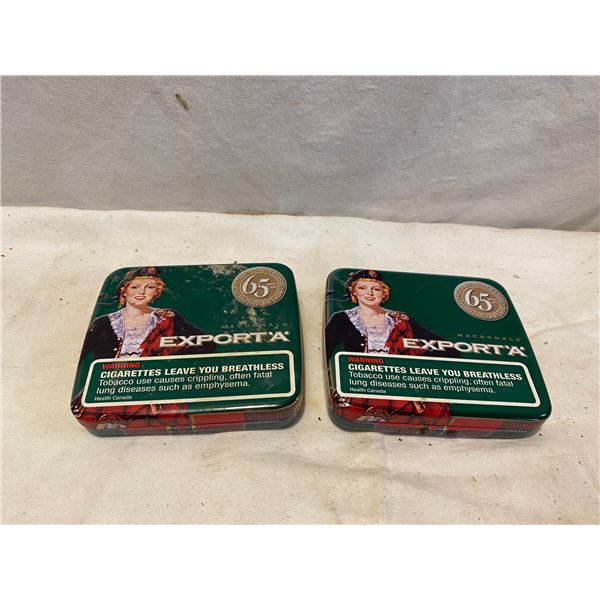 65
MACDONALD
EXPORT'A'
WARNING
CIGARETTES LEAVE YOU BREATHLESS
Tobacco use causes crippling, often fatal
lung diseases such as emphysema.
Health Canada
65
MACDONALD
EXPORT'A'
WARNING
CIGARETTES LEAVE YOU BREATHLESS
Tobacco use causes crippling, often fatal
lung diseases such as emphysema.
Health Canada